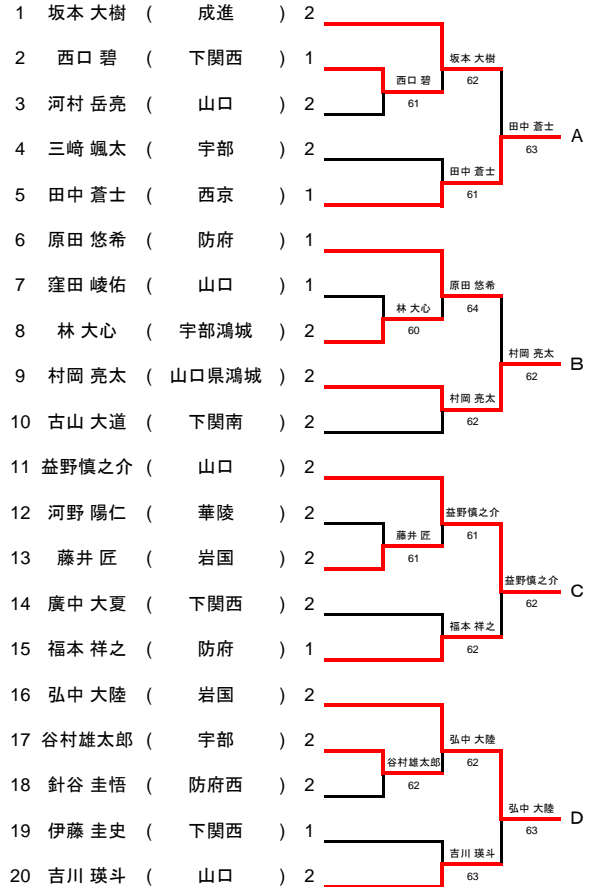 1 坂本 大樹 ( 成進 ) 2
坂本 大樹
2 西口 碧 ( 下関西 ) 1
西口 碧
62
3 河村 岳亮 ( 山口 ) 2
61
田中 蒼士
A
63
4 三﨑 颯太 ( 宇部 ) 2
田中 蒼士
5 田中 蒼士 ( 西京 ) 1
61
6 原田 悠希 ( 防府 ) 1
7 窪田 崚佑 ( 山口 ) 1
原田 悠希
林 大心
64
8 林 大心 ( 宇部鴻城 ) 2
60
村岡 亮太
B
62
9 村岡 亮太 ( 山口県鴻城 ) 2
村岡 亮太
10 古山 大道 ( 下関南 ) 2
62
11 益野慎之介 ( 山口 ) 2
12 河野 陽仁 ( 華陵 ) 2
益野慎之介
藤井 匠
61
13 藤井 匠 ( 岩国 ) 2
61
益野慎之介
C
62
14 廣中 大夏 ( 下関西 ) 2
福本 祥之
15 福本 祥之 ( 防府 ) 1
62
16 弘中 大陸 ( 岩国 ) 2
17 谷村雄太郎 ( 宇部 ) 2
弘中 大陸
谷村雄太郎
62
18 針谷 圭悟 ( 防府西 ) 2
62
弘中 大陸
D
63
19 伊藤 圭史 ( 下関西 ) 1
吉川 瑛斗
20 吉川 瑛斗 ( 山口 ) 2
63